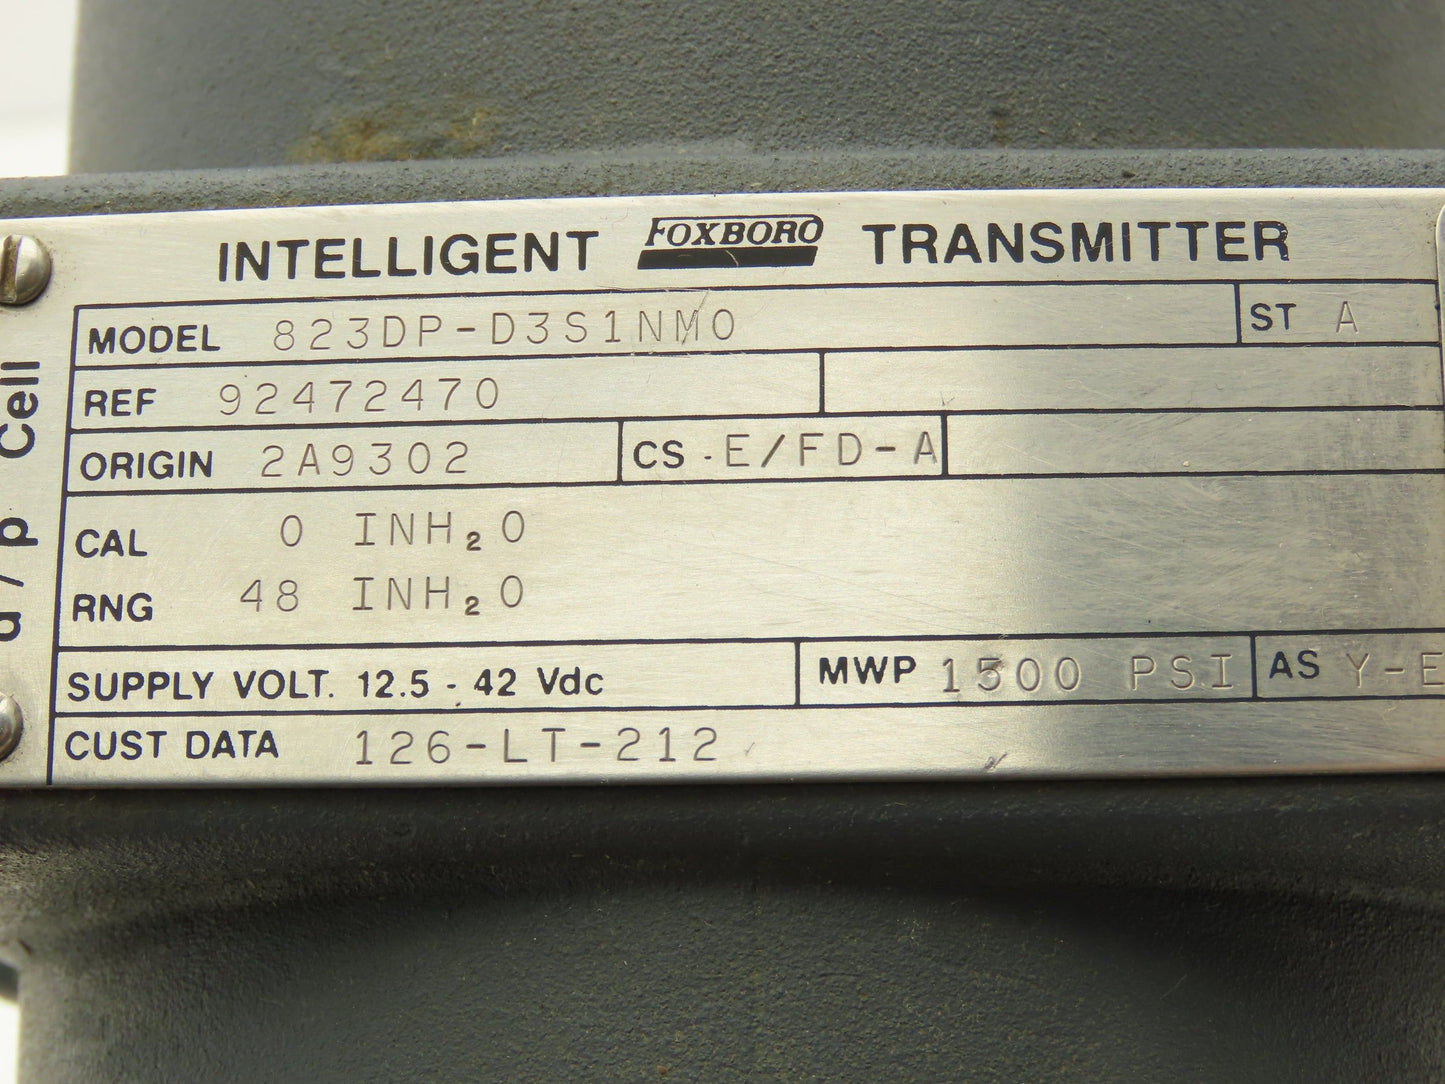 INTELLIGENT FOXBORO TRANSMITTER
MODEL 823DP-D3S1NM0 ST A
REF 92472470
ORIGIN 2A9302 CS E/FD-A
CAL 0 INH₂O
RNG 48 INH₂O
SUPPLY VOLT. 12.5 - 42 Vdc MWP 1500 PSI AS Y-E
CUST DATA 126-LT-212
d/p Cell